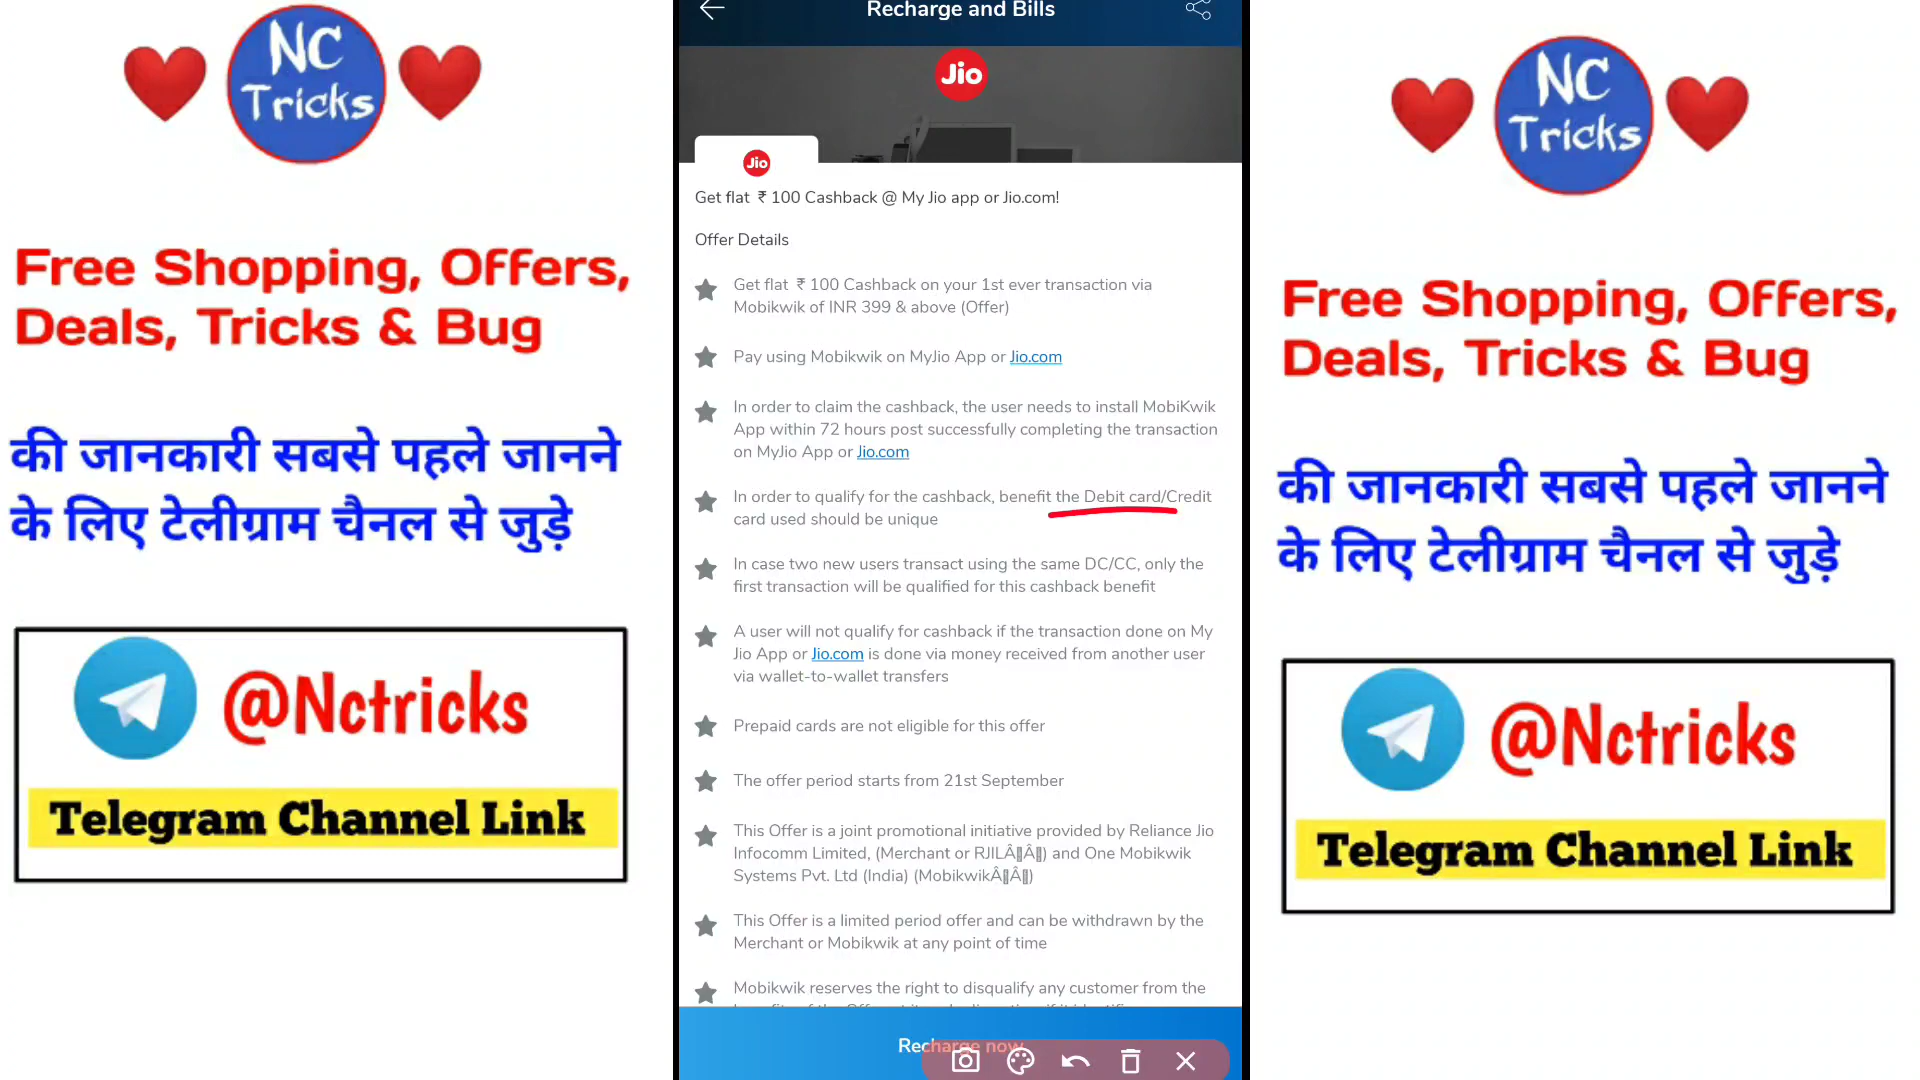 NC
Tricks
Free Shopping, Offers,
Deals, Tricks & Bug
की जानकारी सबसे पहले जानने
के लिए टेलीग्राम चैनल से जुड़े
@Nctricks
Telegram Channel Link
Recharge and Bills
Jio
Jio
Get flat ₹ 100 Cashback @ My Jio app or Jio.com!
Offer Details
Get flat ₹ 100 Cashback on your 1st ever transaction via
Mobikwik of INR 399 & above (Offer)
Pay using Mobikwik on MyJio App or Jio.com
In order to claim the cashback, the user needs to install MobiKwik
App within 72 hours post successfully completing the transaction
on MyJio App or Jio.com
In order to qualify for the cashback, benefit the Debit card/Credit
card used should be unique
In case two new users transact using the same DC/CC, only the
first transaction will be qualified for this cashback benefit
A user will not qualify for cashback if the transaction done on My
Jio App or Jio.com is done via money received from another user
via wallet-to-wallet transfers
Prepaid cards are not eligible for this offer
The offer period starts from 21st September
This Offer is a joint promotional initiative provided by Reliance Jio
Infocomm Limited, (Merchant or RJILÂÂ) and One Mobikwik
Systems Pvt. Ltd (India) (MobikwikÂÂ)
This Offer is a limited period offer and can be withdrawn by the
Merchant or Mobikwik at any point of time
Mobikwik reserves the right to disqualify any customer from the
Recharge now
NC
Tricks
Free Shopping, Offers,
Deals, Tricks & Bug
की जानकारी सबसे पहले जानने
के लिए टेलीग्राम चैनल से जुड़े
@Nctricks
Telegram Channel Link